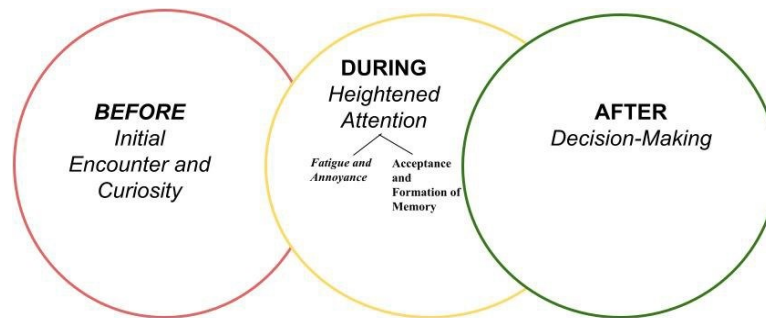 BEFORE
Initial
Encounter and
Curiosity
DURING
Heightened
Attention
Fatigue and
Annoyance
Acceptance
and
Formation of
Memory
AFTER
Decision-Making